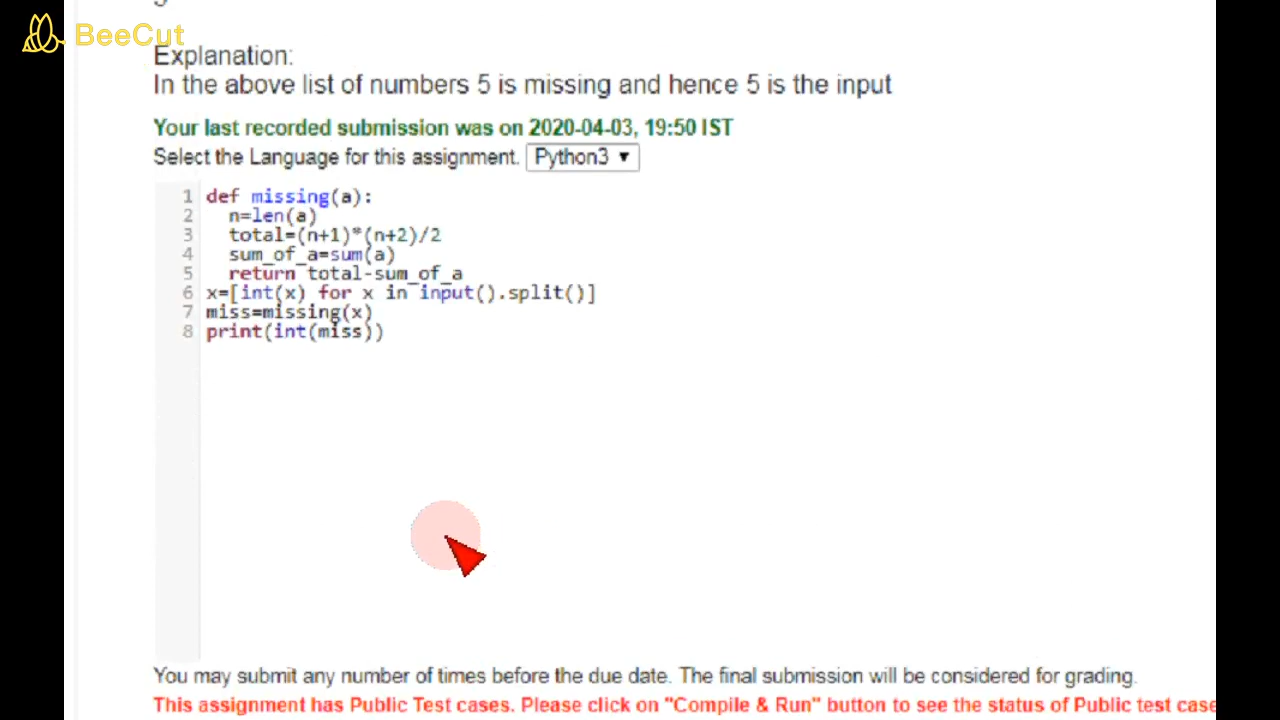 BeeCut
Explanation:
In the above list of numbers 5 is missing and hence 5 is the input
Your last recorded submission was on 2020-04-03, 19:50 IST
Select the Language for this assignment. Python3 ▼
1 def missing(a):
2   n=len(a)
3   total=(n+1)*(n+2)/2
4   sum_of_a=sum(a)
5   return total-sum_of_a
6 x=[int(x) for x in input().split()]
7 miss=missing(x)
8 print(int(miss))
You may submit any number of times before the due date. The final submission will be considered for grading.
This assignment has Public Test cases. Please click on "Compile & Run" button to see the status of Public test case